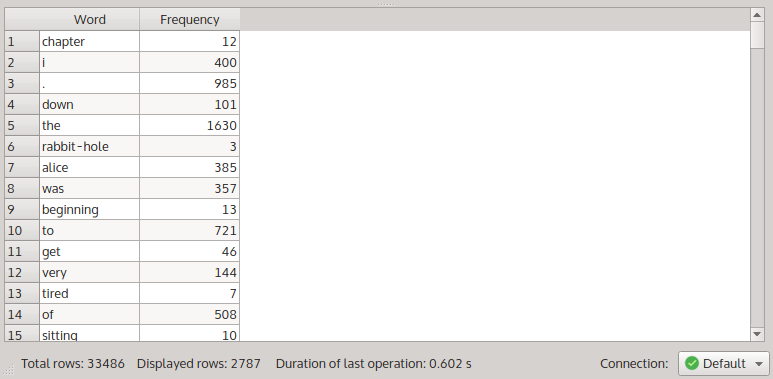 Word Frequency
1 chapter 12
2 i 400
3 . 985
4 down 101
5 the 1630
6 rabbit-hole 3
7 alice 385
8 was 357
9 beginning 13
10 to 721
11 get 46
12 very 144
13 tired 7
14 of 508
15 sitting 10
Total rows: 33486 Displayed rows: 2787 Duration of last operation: 0.602 s Connection: Default